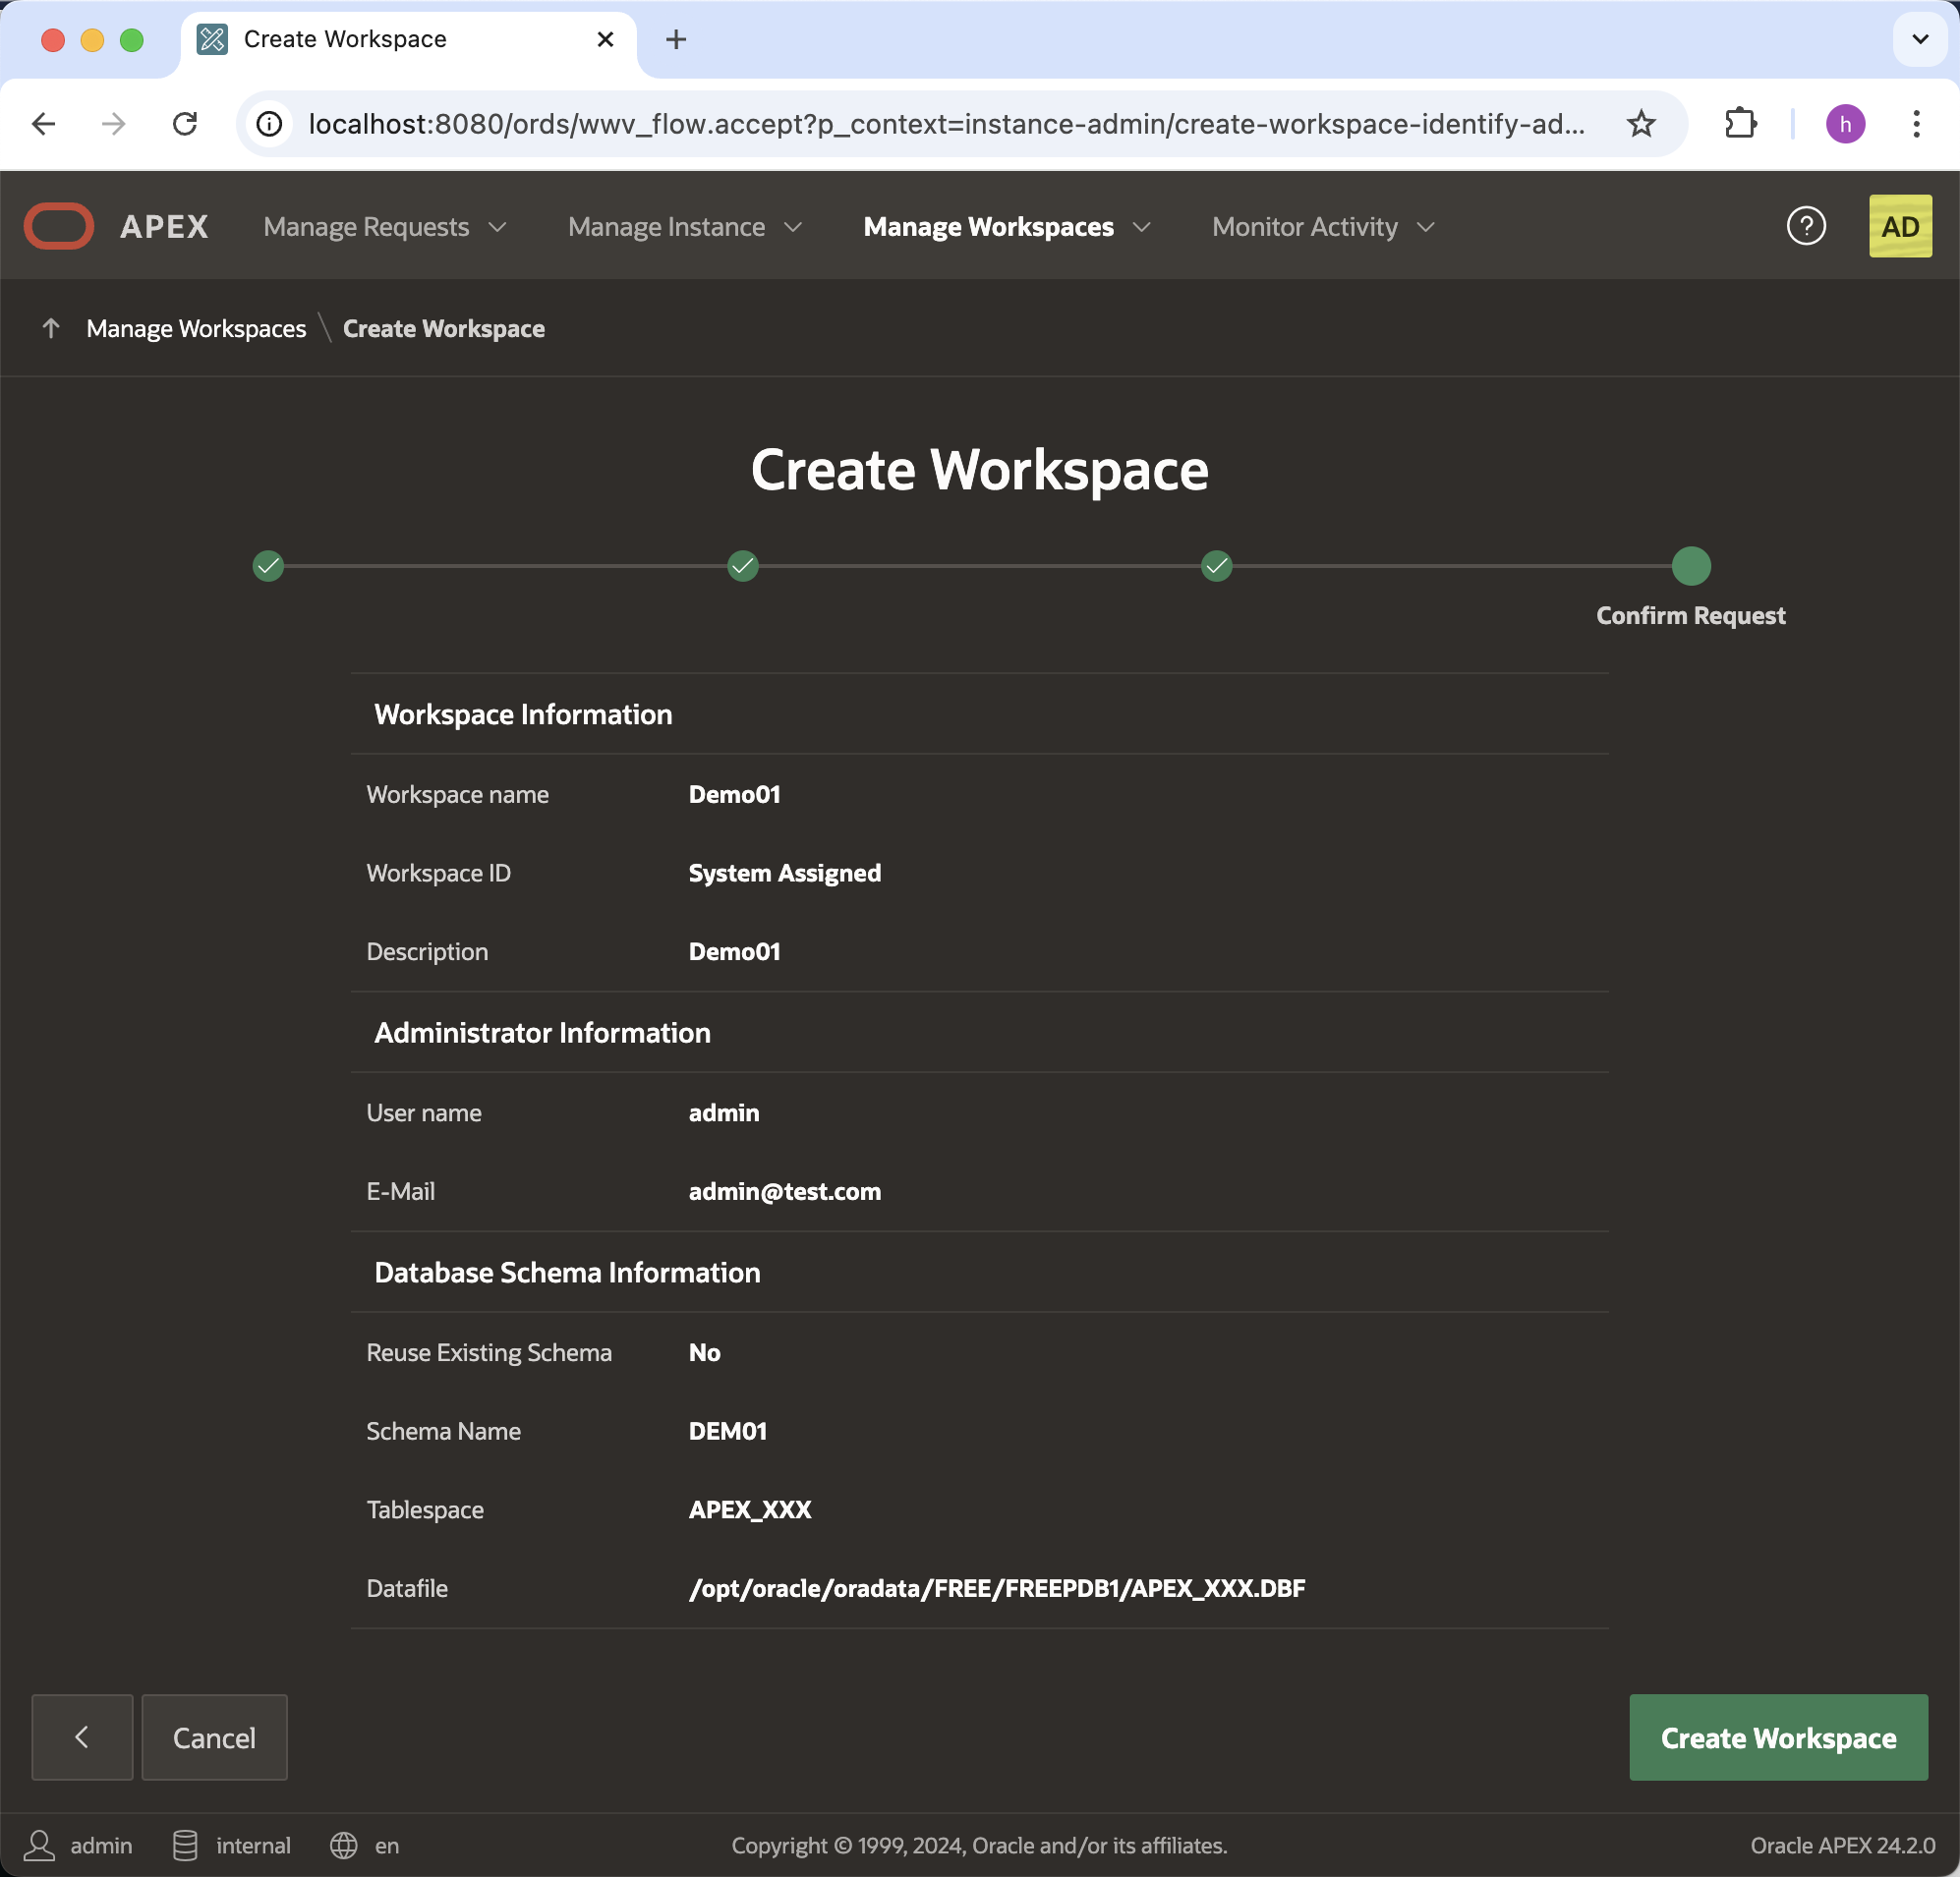 Create Workspace
localhost:8080/ords/wwv_flow.accept?p_context=instance-admin/create-workspace-identify-ad...
h
APEX Manage Requests Manage Instance Manage Workspaces Monitor Activity ? AD
Manage Workspaces \ Create Workspace
Create Workspace
Confirm Request
Workspace Information
Workspace name Demo01
Workspace ID System Assigned
Description Demo01
Administrator Information
User name admin
E-Mail admin@test.com
Database Schema Information
Reuse Existing Schema No
Schema Name DEM01
Tablespace APEX_XXX
Datafile /opt/oracle/oradata/FREE/FREEPDB1/APEX_XXX.DBF
Cancel Create Workspace
admin internal en Copyright © 1999, 2024, Oracle and/or its affiliates. Oracle APEX 24.2.0